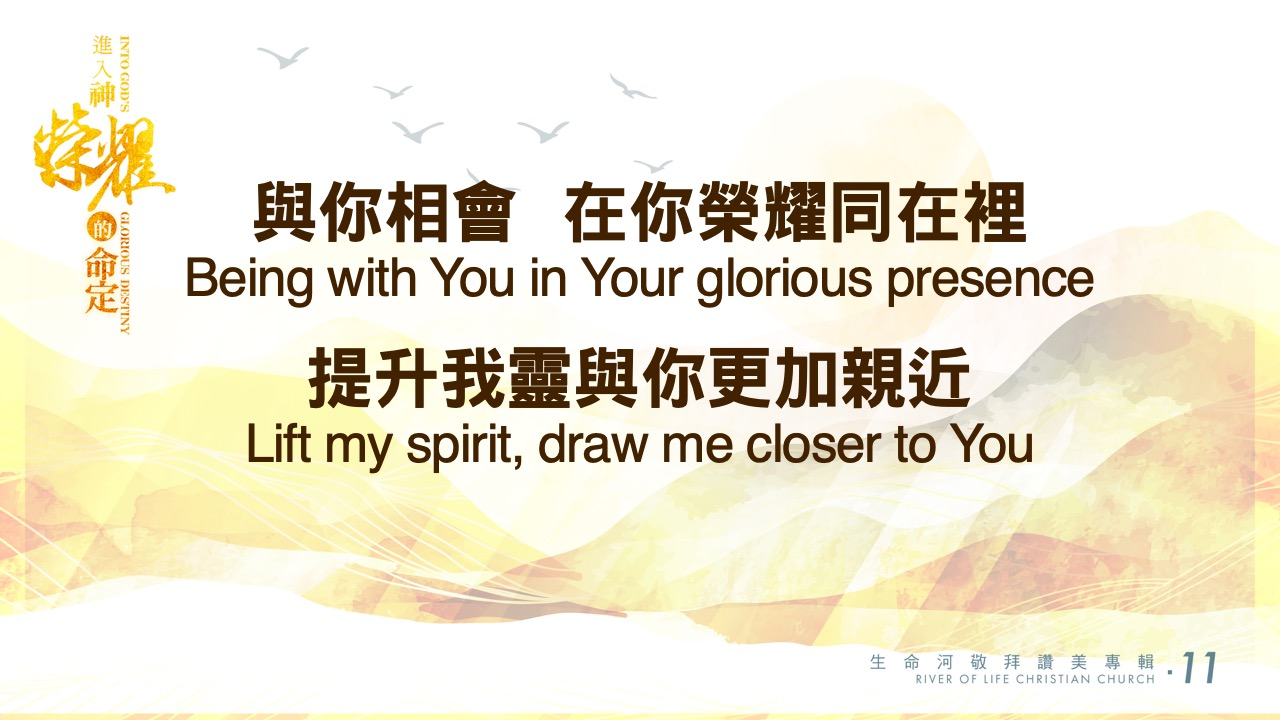 進入神
榮耀
的
命定
INTO GOD'S
GLORIOUS DESTINY
與你相會 在你榮耀同在裡
Being with You in Your glorious presence
提升我靈與你更加親近
Lift my spirit, draw me closer to You
生命河敬拜讚美專輯 ·11
RIVER OF LIFE CHRISTIAN CHURCH